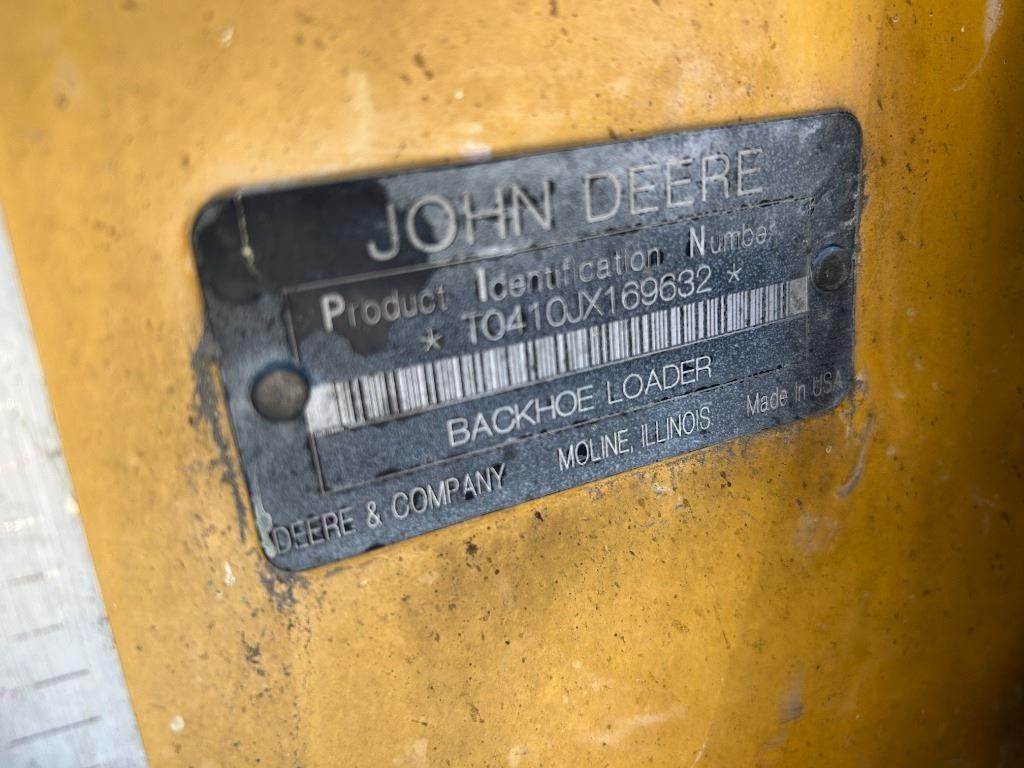 JOHN DEERE
Product Identification Number
* T0410JX169632 *
BACKHOE LOADER
DEERE & COMPANY MOLINE, ILLINOIS Made In USA